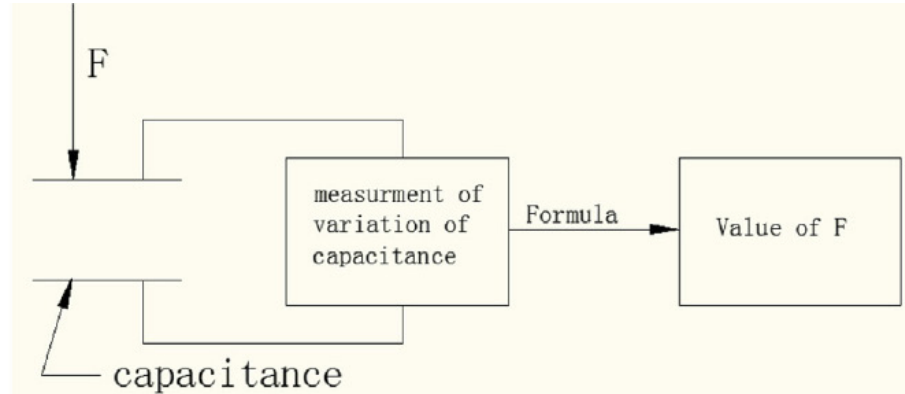 F
measurment of
variation of
capacitance
Formula
Value of F
capacitance